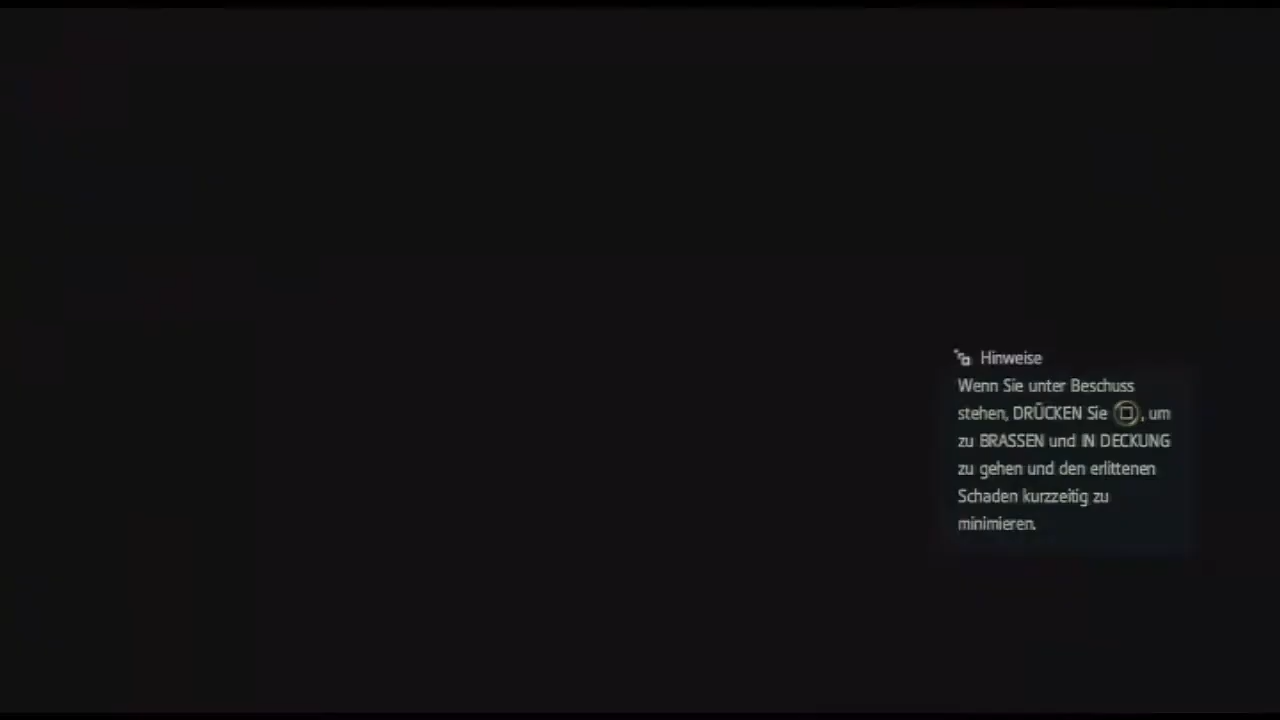 Hinweise
Wenn Sie unter Beschuss
stehen, DRÜCKEN Sie , um
zu BRASSEN und IN DECKUNG
zu gehen und den erlittenen
Schaden kurzzeitig zu
minimieren.